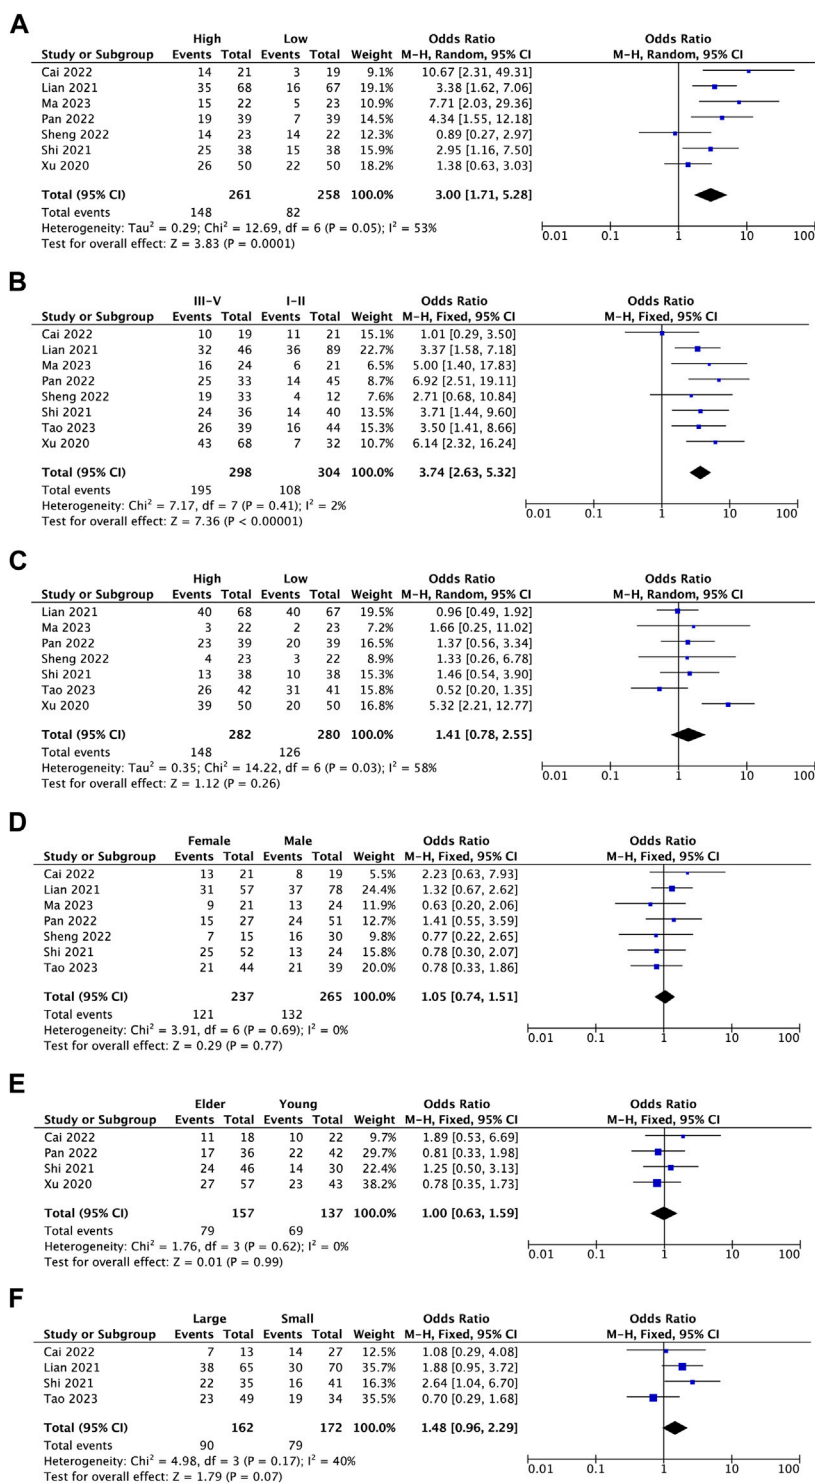 A
High Low Odds Ratio Odds Ratio
Study or Subgroup Events Total Events Total Weight M-H, Random, 95% CI M-H, Random, 95% CI
Cai 2022 14 21 3 19 9.1% 10.67 [2.31, 49.31]
Lian 2021 35 68 16 67 19.1% 3.38 [1.62, 7.06]
Ma 2023 15 22 5 23 10.9% 7.71 [2.03, 29.36]
Pan 2022 19 39 7 39 14.5% 4.34 [1.55, 12.18]
Sheng 2022 14 23 14 22 12.3% 0.89 [0.27, 2.97]
Shi 2021 25 38 15 38 15.9% 2.95 [1.16, 7.50]
Xu 2020 26 50 22 50 18.2% 1.38 [0.63, 3.03]
Total (95% CI) 261 258 100.0% 3.00 [1.71, 5.28]
Total events 148 82
Heterogeneity: Tau² = 0.29; Chi² = 12.69, df = 6 (P = 0.05); I² = 53%
Test for overall effect: Z = 3.83 (P = 0.0001)
0.01 0.1 1 10 100
B
III-V I-II Odds Ratio Odds Ratio
Study or Subgroup Events Total Events Total Weight M-H, Fixed, 95% CI M-H, Fixed, 95% CI
Cai 2022 10 19 11 21 15.1% 1.01 [0.29, 3.50]
Lian 2021 32 46 36 89 22.7% 3.37 [1.58, 7.18]
Ma 2023 16 24 6 21 6.5% 5.00 [1.40, 17.83]
Pan 2022 25 33 14 45 8.7% 6.92 [2.51, 19.11]
Sheng 2022 19 33 4 12 7.6% 2.71 [0.68, 10.84]
Shi 2021 24 36 14 40 13.5% 3.71 [1.44, 9.60]
Tao 2023 26 39 16 44 15.3% 3.50 [1.41, 8.66]
Xu 2020 43 68 7 32 10.7% 6.14 [2.32, 16.24]
Total (95% CI) 298 304 100.0% 3.74 [2.63, 5.32]
Total events 195 108
Heterogeneity: Chi² = 7.17, df = 7 (P = 0.41); I² = 2%
Test for overall effect: Z = 7.36 (P < 0.00001)
0.01 0.1 1 10 100
C
High Low Odds Ratio Odds Ratio
Study or Subgroup Events Total Events Total Weight M-H, Random, 95% CI M-H, Random, 95% CI
Lian 2021 40 68 40 67 19.5% 0.96 [0.49, 1.92]
Ma 2023 3 22 2 23 7.2% 1.66 [0.25, 11.02]
Pan 2022 23 39 20 39 16.5% 1.37 [0.56, 3.34]
Sheng 2022 4 23 3 22 8.9% 1.33 [0.26, 6.78]
Shi 2021 13 38 10 38 15.3% 1.46 [0.54, 3.90]
Tao 2023 26 42 31 41 15.8% 0.52 [0.20, 1.35]
Xu 2020 39 50 20 50 16.8% 5.32 [2.21, 12.77]
Total (95% CI) 282 280 100.0% 1.41 [0.78, 2.55]
Total events 148 126
Heterogeneity: Tau² = 0.35; Chi² = 14.22, df = 6 (P = 0.03); I² = 58%
Test for overall effect: Z = 1.12 (P = 0.26)
0.01 0.1 1 10 100
D
Female Male Odds Ratio Odds Ratio
Study or Subgroup Events Total Events Total Weight M-H, Fixed, 95% CI M-H, Fixed, 95% CI
Cai 2022 13 21 8 19 5.5% 2.23 [0.63, 7.93]
Lian 2021 31 57 37 78 24.4% 1.32 [0.67, 2.62]
Ma 2023 9 21 13 24 11.9% 0.63 [0.20, 2.06]
Pan 2022 15 27 24 51 12.7% 1.41 [0.55, 3.59]
Sheng 2022 7 15 16 30 9.8% 0.77 [0.22, 2.65]
Shi 2021 25 52 13 24 15.8% 0.78 [0.30, 2.07]
Tao 2023 21 44 21 39 20.0% 0.78 [0.33, 1.86]
Total (95% CI) 237 265 100.0% 1.05 [0.74, 1.51]
Total events 121 132
Heterogeneity: Chi² = 3.91, df = 6 (P = 0.69); I² = 0%
Test for overall effect: Z = 0.29 (P = 0.77)
0.01 0.1 1 10 100
E
Elder Young Odds Ratio Odds Ratio
Study or Subgroup Events Total Events Total Weight M-H, Fixed, 95% CI M-H, Fixed, 95% CI
Cai 2022 11 18 10 22 9.7% 1.89 [0.53, 6.69]
Pan 2022 17 36 22 42 29.7% 0.81 [0.33, 1.98]
Shi 2021 24 46 14 30 22.4% 1.25 [0.50, 3.13]
Xu 2020 27 57 23 43 38.2% 0.78 [0.35, 1.73]
Total (95% CI) 157 137 100.0% 1.00 [0.63, 1.59]
Total events 79 69
Heterogeneity: Chi² = 1.76, df = 3 (P = 0.62); I² = 0%
Test for overall effect: Z = 0.01 (P = 0.99)
0.01 0.1 1 10 100
F
Large Small Odds Ratio Odds Ratio
Study or Subgroup Events Total Events Total Weight M-H, Fixed, 95% CI M-H, Fixed, 95% CI
Cai 2022 7 13 14 27 12.5% 1.08 [0.29, 4.08]
Lian 2021 38 65 30 70 35.7% 1.88 [0.95, 3.72]
Shi 2021 22 35 16 41 16.3% 2.64 [1.04, 6.70]
Tao 2023 23 49 19 34 35.5% 0.70 [0.29, 1.68]
Total (95% CI) 162 172 100.0% 1.48 [0.96, 2.29]
Total events 90 79
Heterogeneity: Chi² = 4.98, df = 3 (P = 0.17); I² = 40%
Test for overall effect: Z = 1.79 (P = 0.07)
0.01 0.1 1 10 100